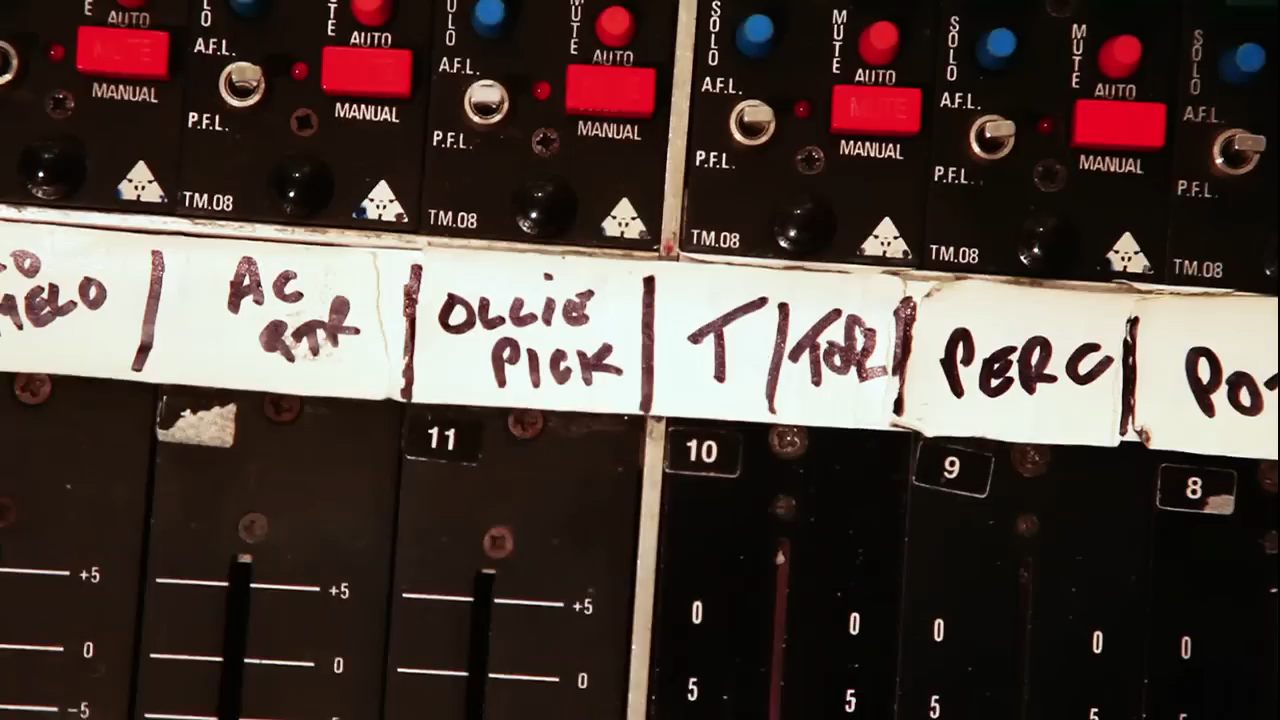 AUTO
MUTE
MANUAL
A.F.L.
P.F.L.
TM.08
AUTO
MANUAL
A.F.L.
P.F.L.
TM.08
MUTE
AUTO
MANUAL
SOLO
A.F.L.
P.F.L.
TM.08
MUTE
AUTO
MUTE
MANUAL
SOLO
A.F.L.
P.F.L.
TM.08
MUTE
AUTO
MANUAL
SOLO
A.F.L.
P.F.L.
TM.08
AC
GTR
OLLIE
PICK
T/TOR
PERC
11
10
9
8
+5
0
-5
+5
0
+5
0
0
0
5
5
0
0
5
0